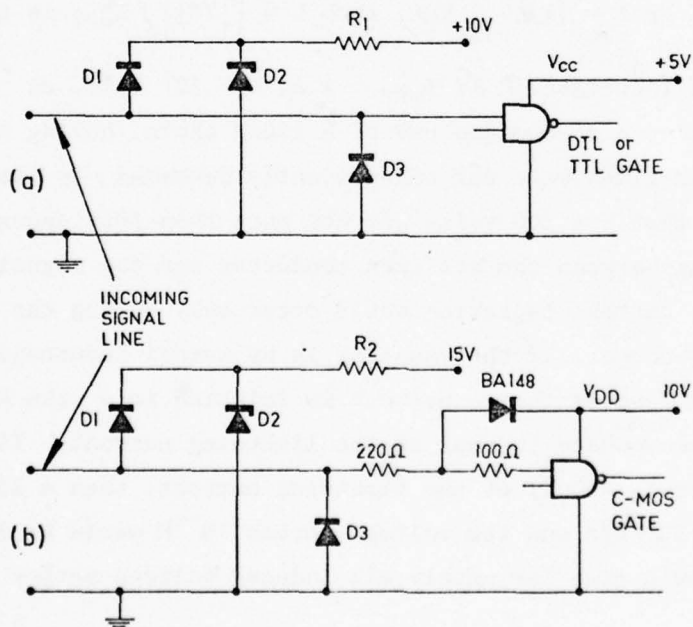 R1
+10V
D1
D2
VCC
+5V
D3
DTL or
TTL GATE
(a)
INCOMING
SIGNAL
LINE
R2
15V
D1
D2
BA148
VDD
10V
220Ω
100Ω
D3
C-MOS
GATE
(b)